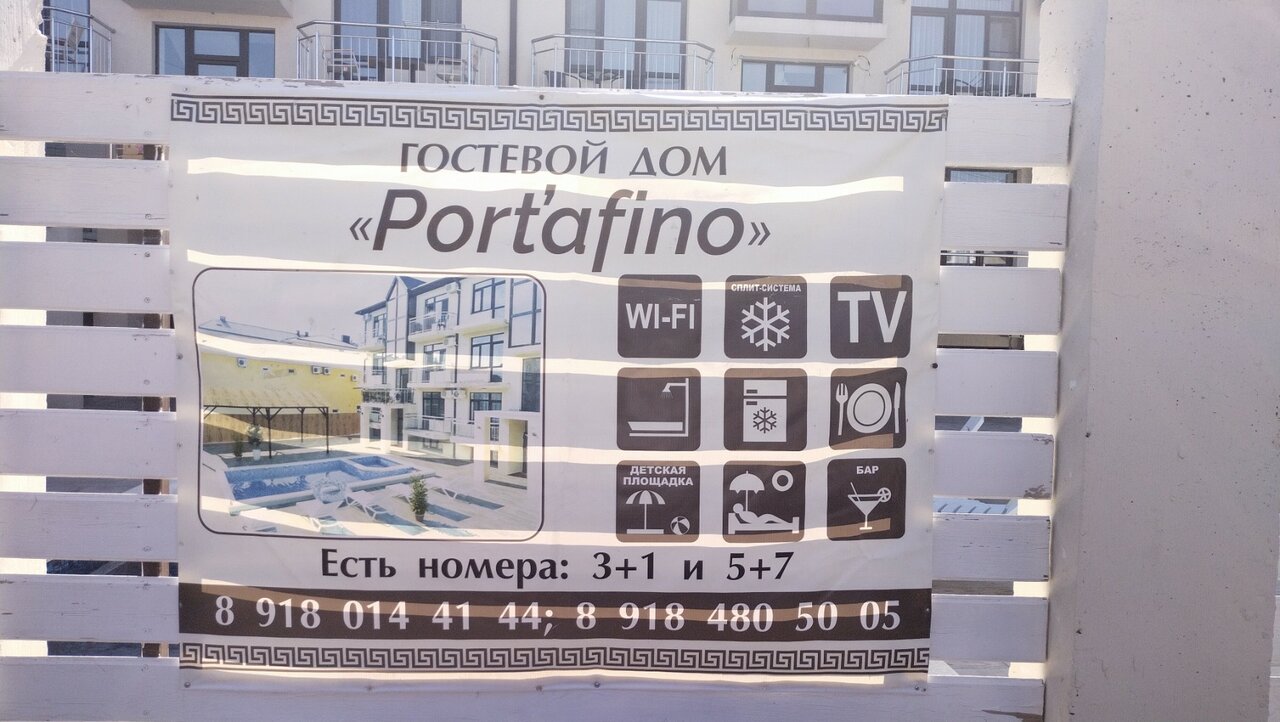 ГОСТЕВОЙ ДОМ
«Port'afino»
WI-FI
СПЛИТ-СИСТЕМА
TV
ДЕТСКАЯ
ПЛОЩАДКА
БАР
Есть номера: 3+1 и 5+7
8 918 014 41 44; 8 918 480 50 05